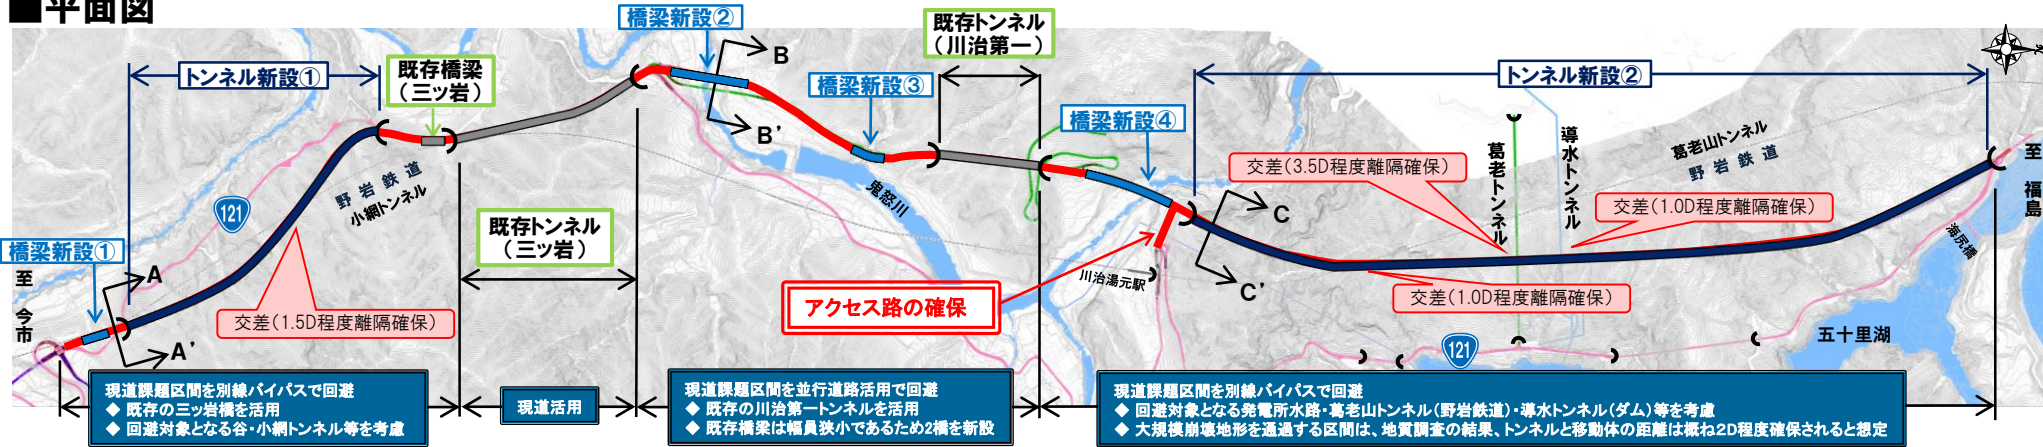 ■平面図
橋梁新設②
B
既存トンネル
(川治第一)
トンネル新設①
既存橋梁
(三ッ岩)
橋梁新設③
トンネル新設②
B'
橋梁新設④
葛老トンネル
導水トンネル
葛老山トンネル
野岩鉄道
至
福島
交差(3.5D程度離隔確保)
交差(1.0D程度離隔確保)
野岩鉄道
小網トンネル
121
鬼怒川
C
海尻橋
橋梁新設①
既存トンネル
(三ッ岩)
至
今市
A
川治湯元駅
C'
アクセス路の確保
交差(1.0D程度離隔確保)
交差(1.5D程度離隔確保)
A'
121
五十里湖
現道課題区間を別線バイパスで回避
◆ 既存の三ッ岩橋を活用
◆ 回避対象となる谷・小網トンネル等を考慮
現道活用
現道課題区間を並行道路活用で回避
◆ 既存の川治第一トンネルを活用
◆ 既存橋梁は幅員狭小であるため2橋を新設
現道課題区間を別線バイパスで回避
◆ 回避対象となる発電所水路・葛老山トンネル(野岩鉄道)・導水トンネル(ダム)等を考慮
◆ 大規模崩壊地形を通過する区間は、地質調査の結果、トンネルと移動体の距離は概ね2D程度確保されると想定